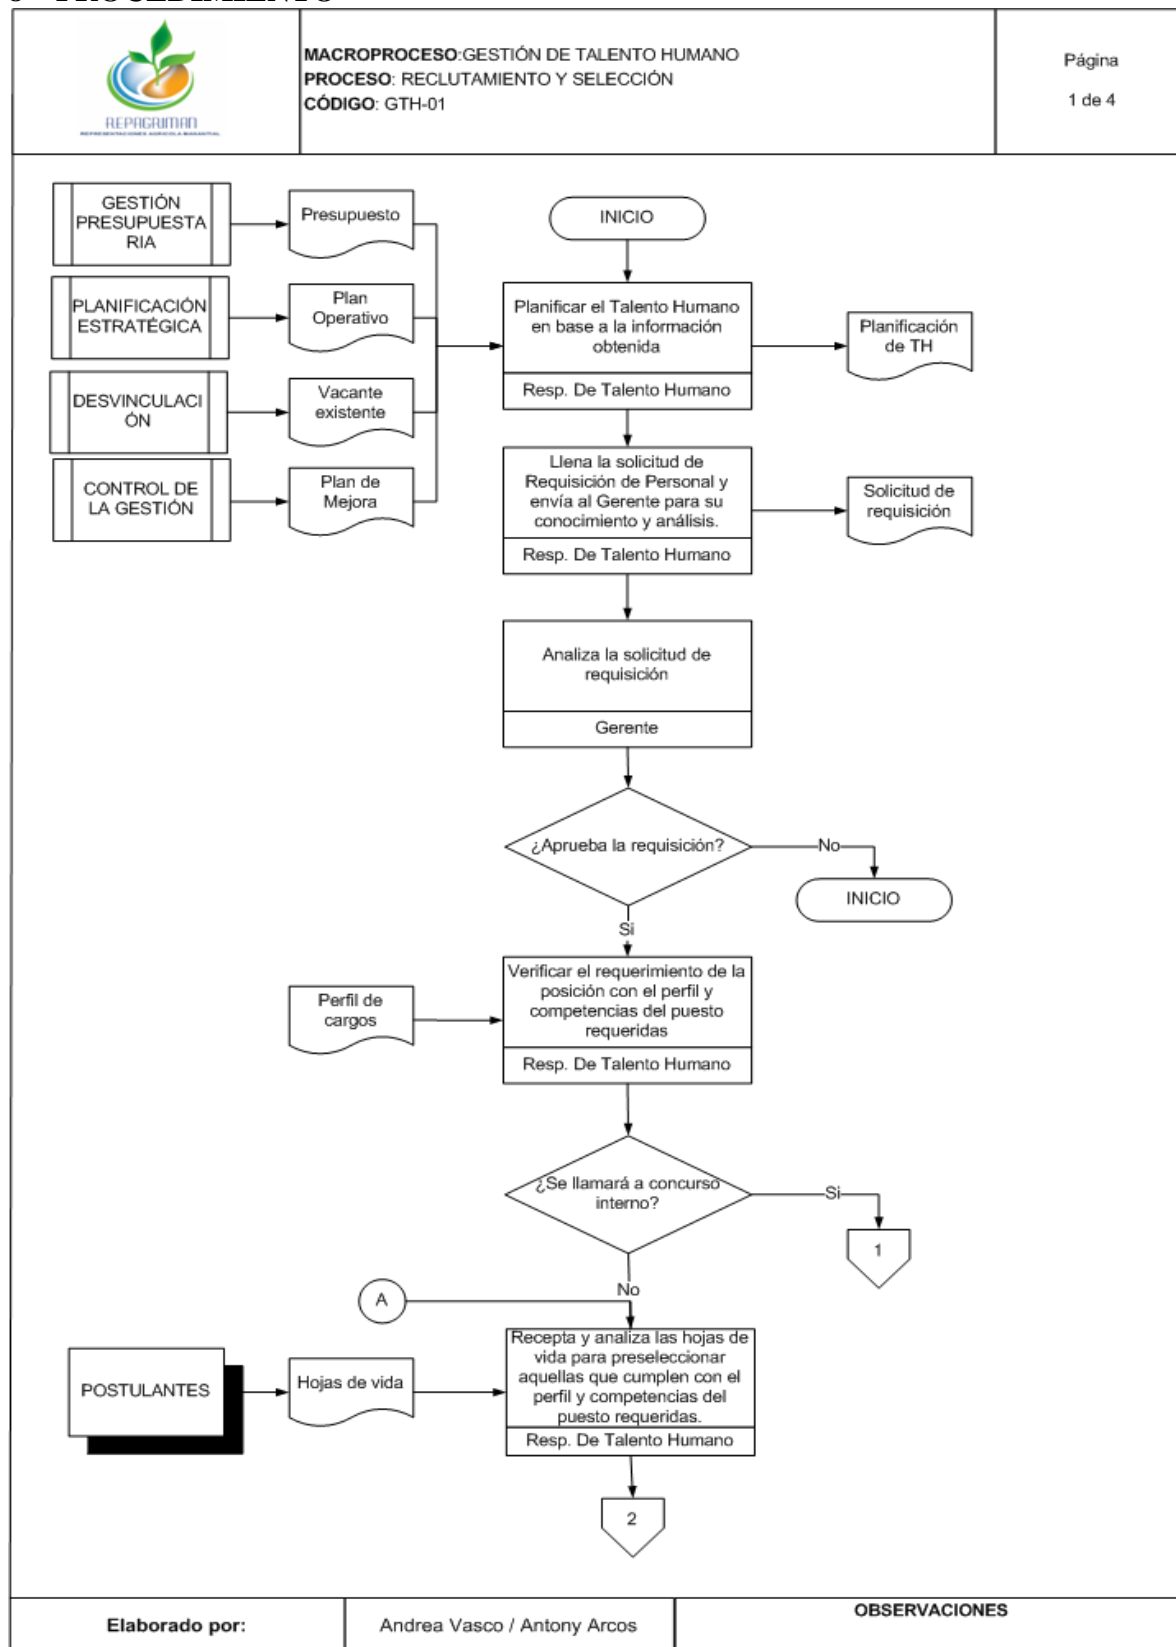 PROCEDIMIENTO
REPAGRIMAN
REPRESENTACIONES AGRICOLA MANANTIAL
MACROPROCESO:GESTIÓN DE TALENTO HUMANO
PROCESO: RECLUTAMIENTO Y SELECCIÓN
CÓDIGO: GTH-01
Página
1 de 4
GESTIÓN
PRESUPUESTA
RIA
Presupuesto
INICIO
PLANIFICACIÓN
ESTRATÉGICA
Plan
Operativo
Planificar el Talento Humano
en base a la información
obtenida
Resp. De Talento Humano
Planificación
de TH
DESVINCULACI
ÓN
Vacante
existente
CONTROL DE
LA GESTIÓN
Plan de
Mejora
Llena la solicitud de
Requisición de Personal y
envía al Gerente para su
conocimiento y análisis.
Resp. De Talento Humano
Solicitud de
requisición
Analiza la solicitud de
requisición
Gerente
¿Aprueba la requisición?
No
INICIO
Si
Perfil de
cargos
Verificar el requerimiento de la
posición con el perfil y
competencias del puesto
requeridas
Resp. De Talento Humano
¿Se llamará a concurso
interno?
Si
1
No
A
POSTULANTES
Hojas de vida
Recepta y analiza las hojas de
vida para preseleccionar
aquellas que cumplen con el
perfil y competencias del
puesto requeridas.
Resp. De Talento Humano
2
Elaborado por:
Andrea Vasco / Antony Arcos
OBSERVACIONES